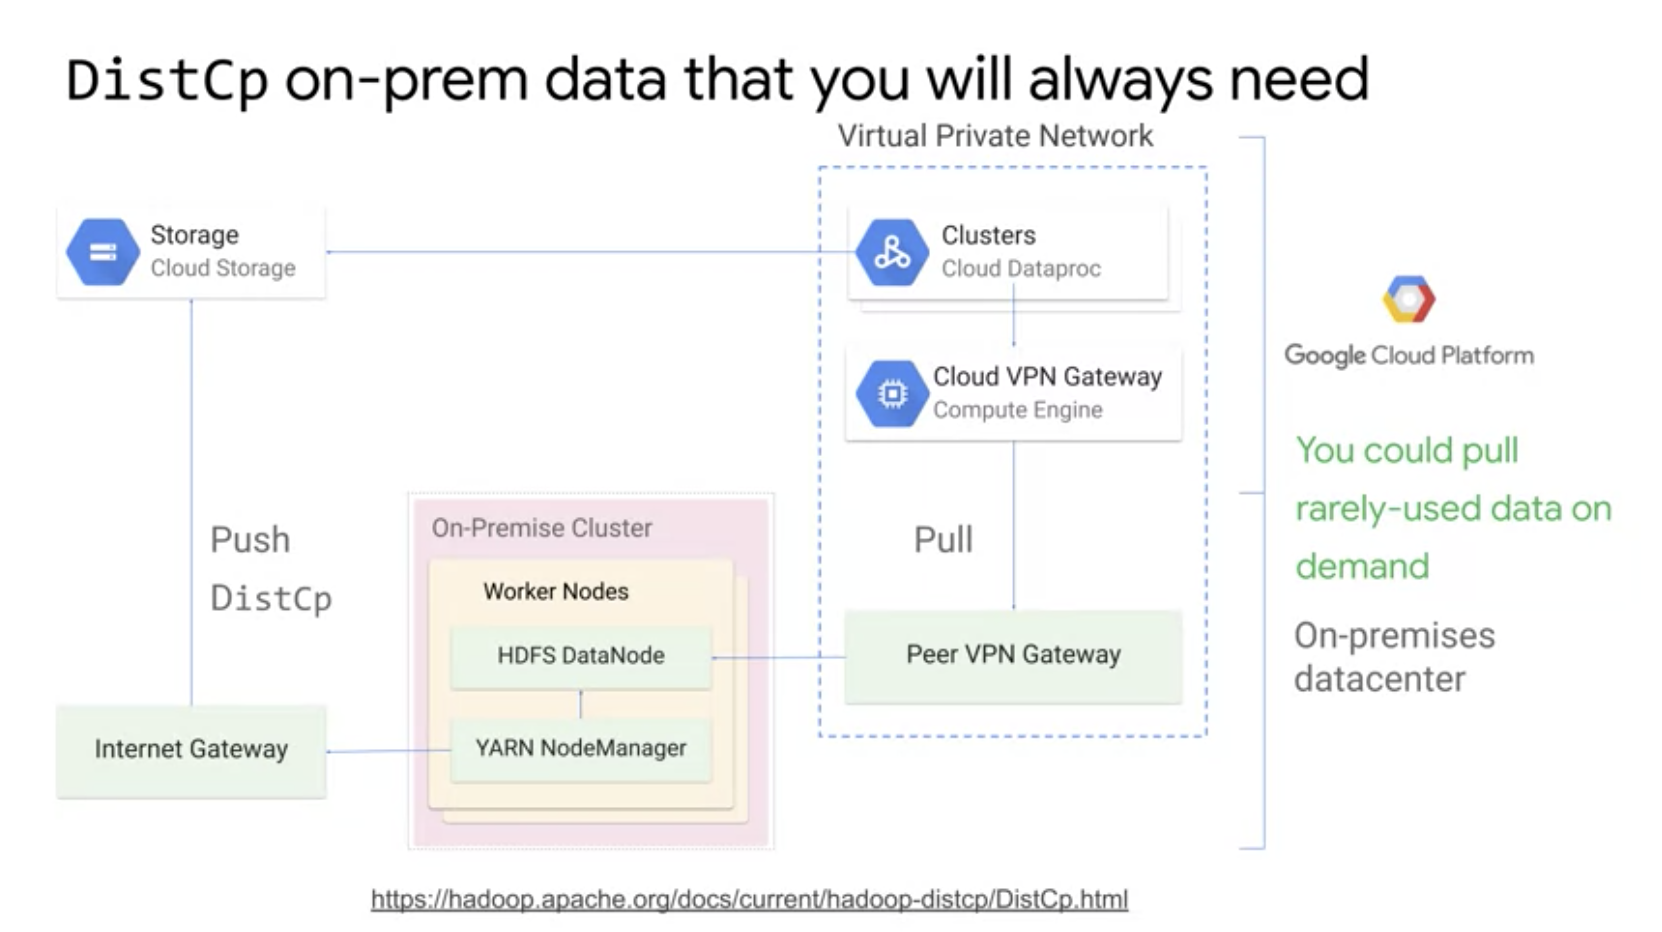 DistCp on-prem data that you will always need
Virtual Private Network
Storage
Cloud Storage
Clusters
Cloud Dataproc
Cloud VPN Gateway
Compute Engine
Google Cloud Platform
You could pull
rarely-used data on
demand
Push
DistCp
On-Premise Cluster
Worker Nodes
HDFS DataNode
YARN NodeManager
Pull
Peer VPN Gateway
On-premises
datacenter
Internet Gateway
https://hadoop.apache.org/docs/current/hadoop-distcp/DistCp.html